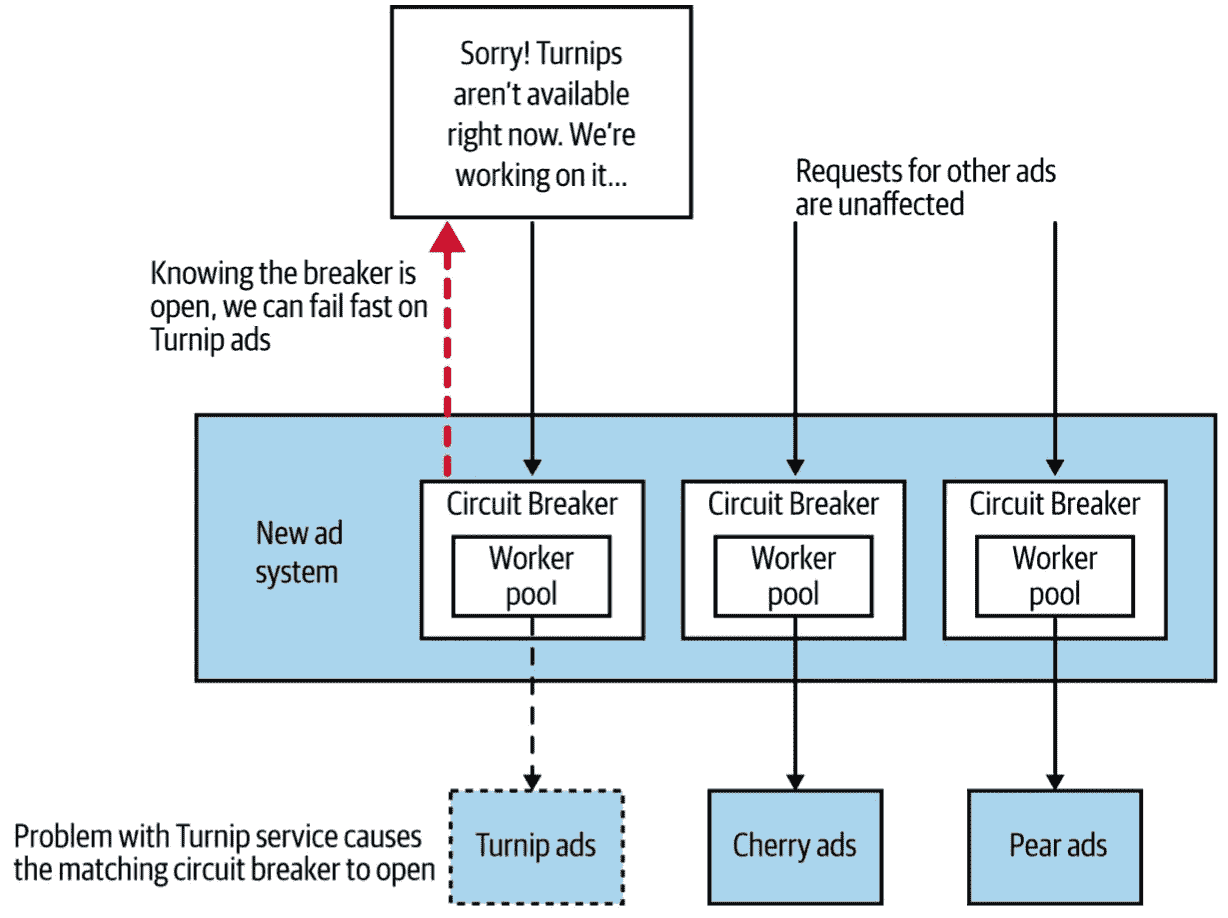 Sorry! Turnips
aren't available
right now. We're
working on it...
Requests for other ads
are unaffected
Knowing the breaker is
open, we can fail fast on
Turnip ads
New ad
system
Circuit Breaker
Worker
pool
Circuit Breaker
Worker
pool
Circuit Breaker
Worker
pool
Problem with Turnip service causes
the matching circuit breaker to open
Turnip ads
Cherry ads
Pear ads